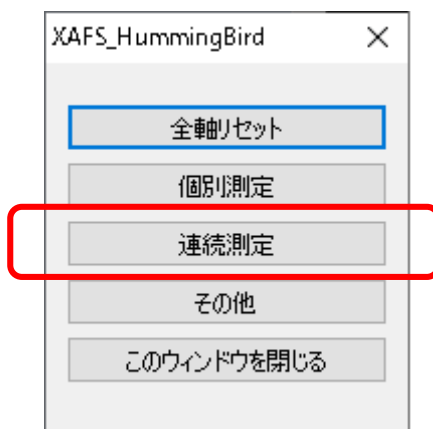 XAFS_HummingBird
全軸リセット
個別測定
連続測定
その他
このウィンドウを閉じる